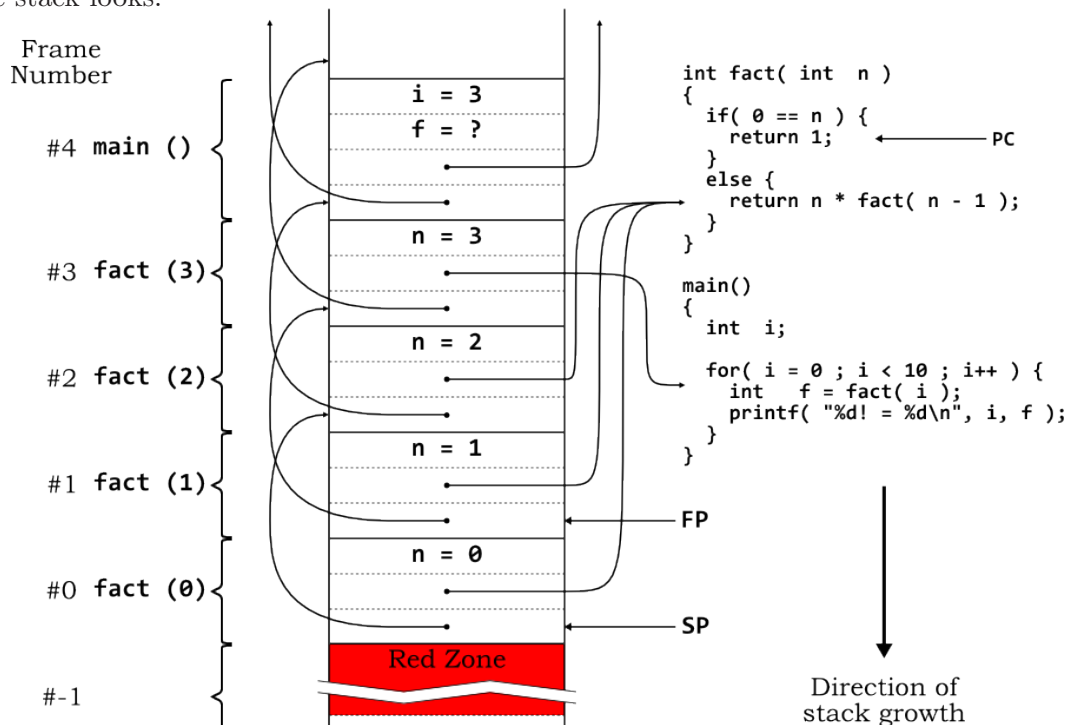 e stack looks.
Frame
Number
#4 main ()
#3 fact (3)
#2 fact (2)
#1 fact (1)
#0 fact (0)
#-1
i = 3
f = ?
n = 3
n = 2
n = 1
n = 0
Red Zone
FP
SP
int fact( int n )
{
if( 0 == n ) {
return 1;
PC
}
else {
return n * fact( n - 1 );
}
}
main()
{
int i;
for( i = 0 ; i < 10 ; i++ ) {
int f = fact( i );
printf( "%d! = %d\n", i, f );
}
}
Direction of
stack growth